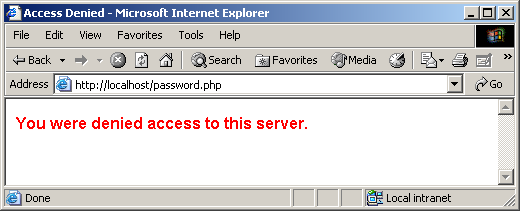 Access Denied - Microsoft Internet Explorer
File Edit View Favorites Tools Help
Back Search Favorites Media
Address http://localhost/password.php Go
You were denied access to this server.
Done Local intranet